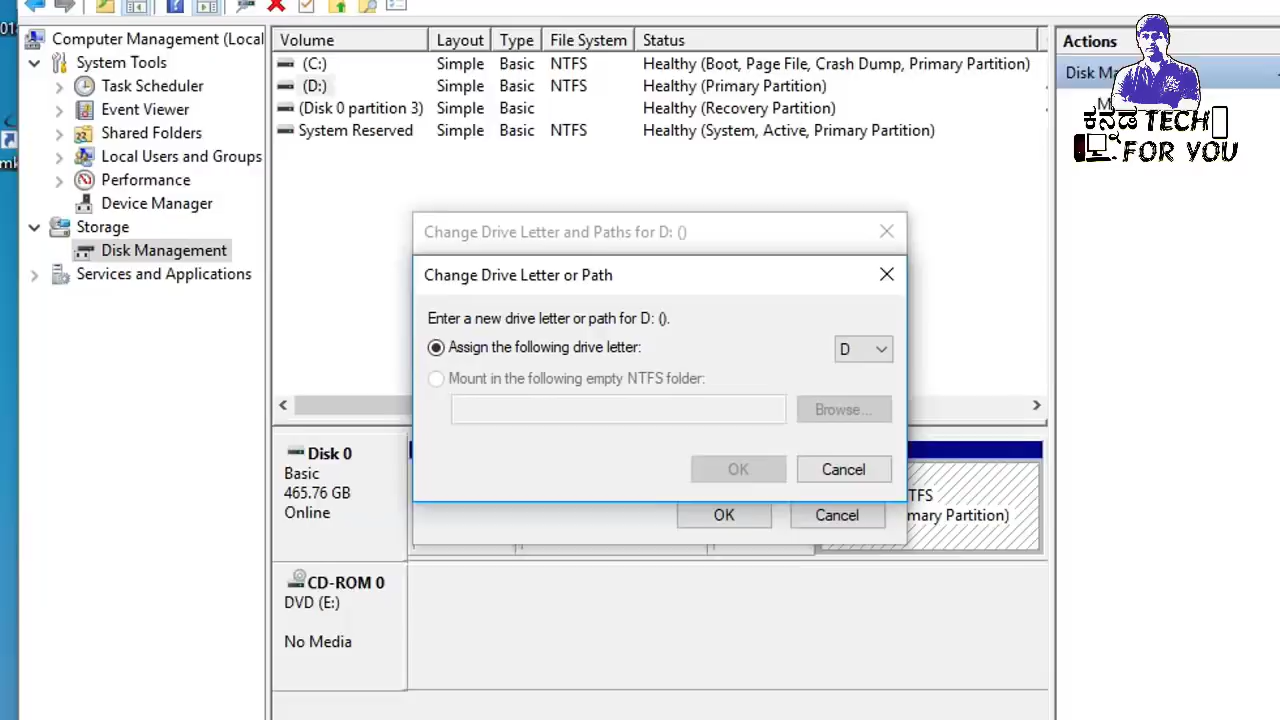 Computer Management (Local
System Tools
Task Scheduler
Event Viewer
Shared Folders
Local Users and Groups
Performance
Device Manager
Storage
Disk Management
Services and Applications
Volume Layout Type File System Status
(C:) Simple Basic NTFS Healthy (Boot, Page File, Crash Dump, Primary Partition)
(D:) Simple Basic NTFS Healthy (Primary Partition)
(Disk 0 partition 3) Simple Basic Healthy (Recovery Partition)
System Reserved Simple Basic NTFS Healthy (System, Active, Primary Partition)
Change Drive Letter and Paths for D: ()
Change Drive Letter or Path
Enter a new drive letter or path for D: ().
Assign the following drive letter:
D
Mount in the following empty NTFS folder:
Browse...
OK Cancel
OK Cancel
Disk 0
Basic
465.76 GB
Online
TFS
mary Partition)
CD-ROM 0
DVD (E:)
No Media
Actions
Disk Ma
M
ಕನ್ನಡ TECH
FOR YOU